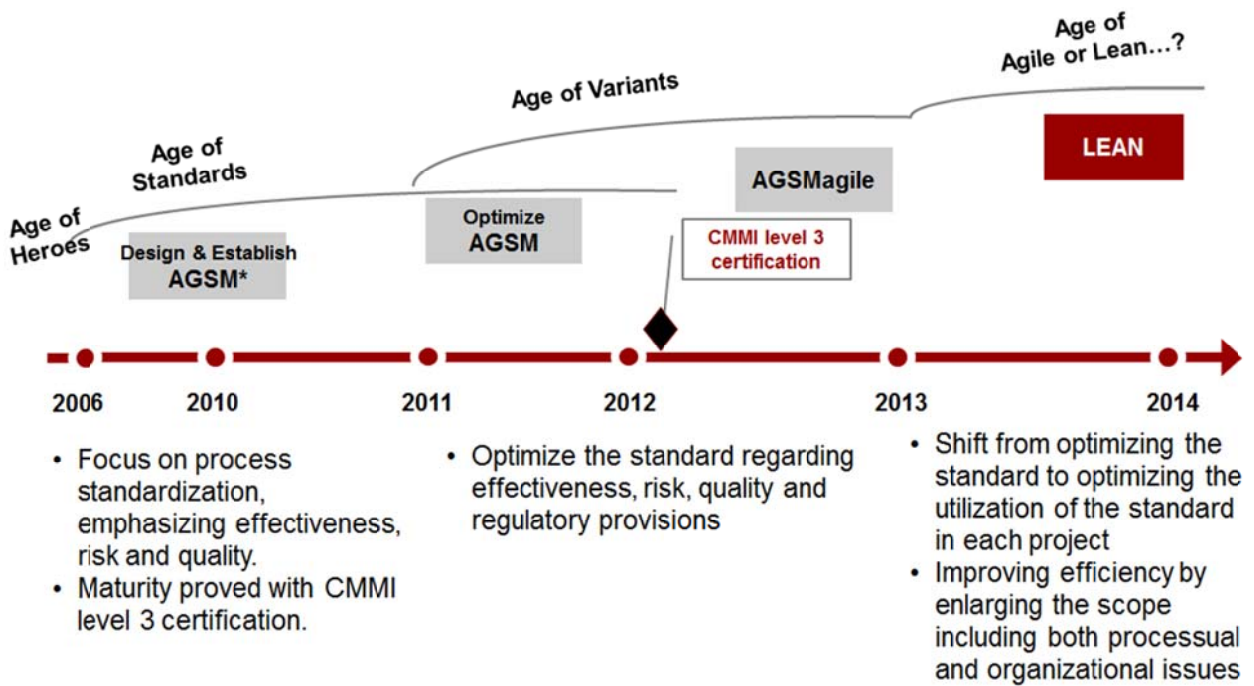 Age of
Heroes
Age of
Standards
Age of Variants
Age of
Agile or Lean...?
Design & Establish
AGSM*
Optimize
AGSM
AGSMagile
LEAN
CMMI level 3
certification
2006
2010
2011
2012
2013
2014
• Focus on process
standardization,
emphasizing effectiveness,
risk and quality.
• Maturity proved with CMMI
level 3 certification.
• Optimize the standard regarding
effectiveness, risk, quality and
regulatory provisions
• Shift from optimizing the
standard to optimizing the
utilization of the standard
in each project
• Improving efficiency by
enlarging the scope
including both processual
and organizational issues